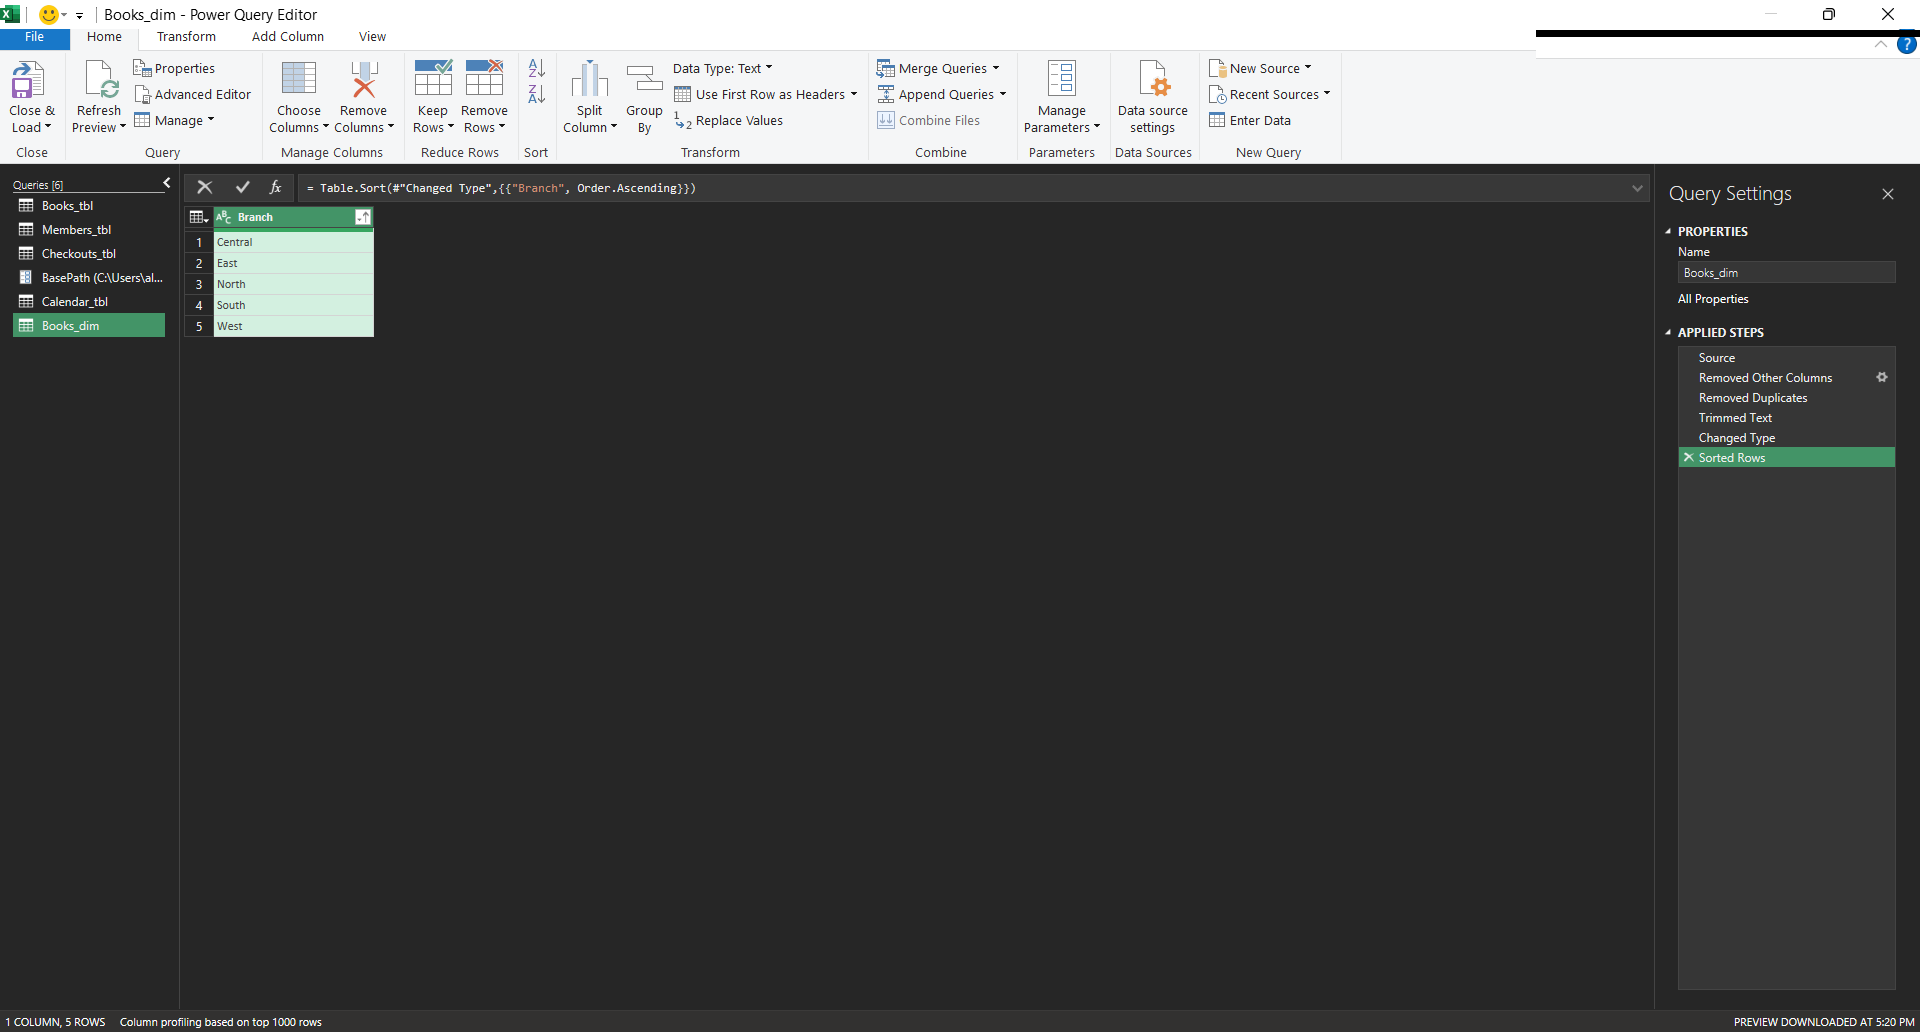 Books_dim - Power Query Editor
File
Home
Transform
Add Column
View
Close &
Load
Close
Refresh
Preview
Properties
Advanced Editor
Manage
Query
Choose
Columns
Remove
Columns
Manage Columns
Keep
Rows
Remove
Rows
Reduce Rows
Sort
Split
Column
Group
By
Data Type: Text
Use First Row as Headers
Replace Values
Transform
Merge Queries
Append Queries
Combine Files
Combine
Manage
Parameters
Parameters
Data source
settings
Data Sources
New Source
Recent Sources
Enter Data
New Query
Queries [6]
Books_tbl
Members_tbl
Checkouts_tbl
BasePath (C:\Users\al...
Calendar_tbl
Books_dim
fx
= Table.Sort(#"Changed Type",{{"Branch", Order.Ascending}})
ABC Branch
1 Central
2 East
3 North
4 South
5 West
Query Settings
PROPERTIES
Name
Books_dim
All Properties
APPLIED STEPS
Source
Removed Other Columns
Removed Duplicates
Trimmed Text
Changed Type
Sorted Rows
1 COLUMN, 5 ROWS
Column profiling based on top 1000 rows
PREVIEW DOWNLOADED AT 5:20 PM